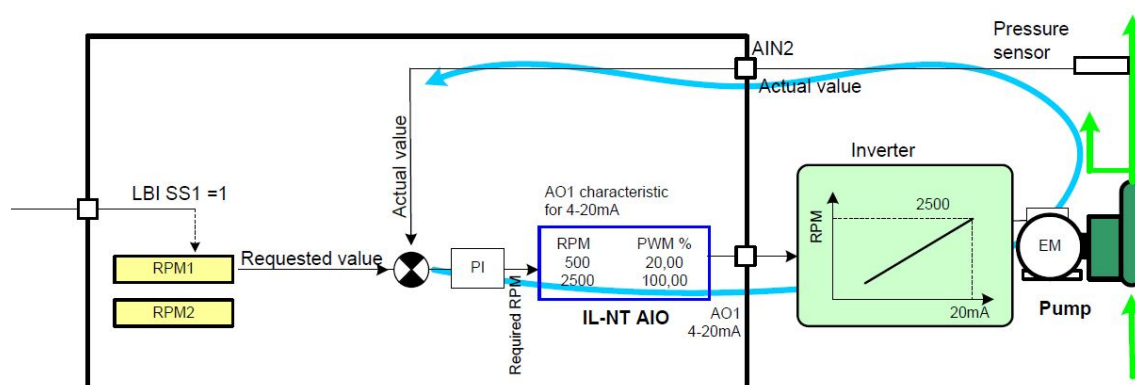 Pressure
sensor
AIN2
Actual value
Inverter
LBI SS1 =1
Actual value
AO1 characteristic
for 4-20mA
RPM PWM %
500 20,00
2500 100,00
RPM
2500
20mA
EM
Pump
RPM1
Requested value
PI
RPM2
Required RPM
IL-NT AIO
AO1
4-20mA